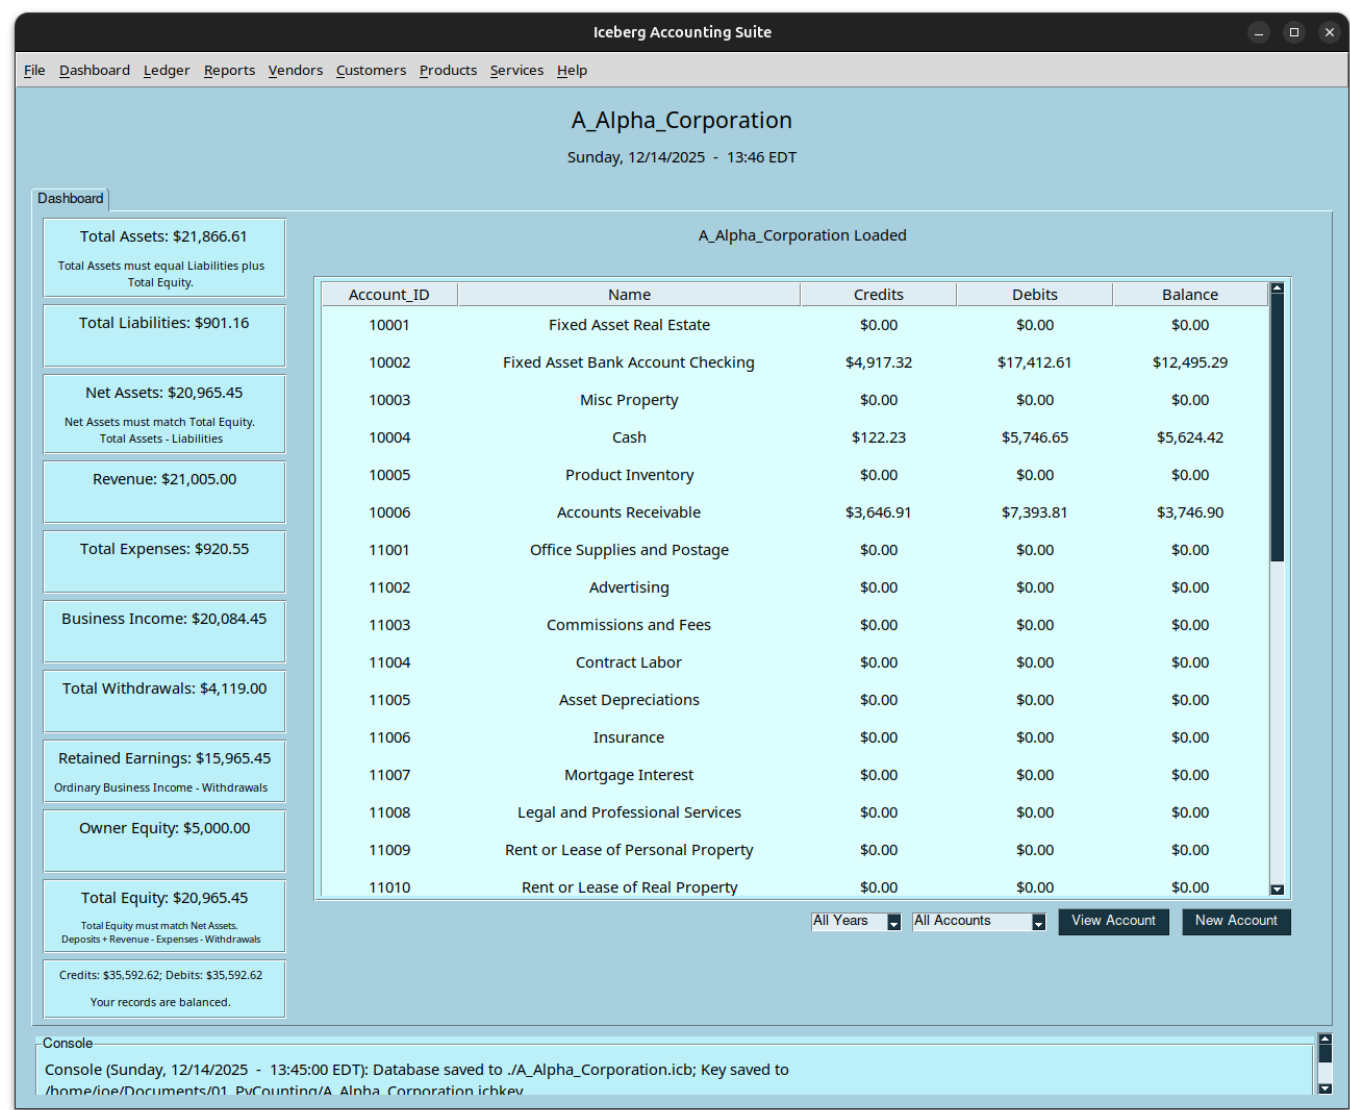 Iceberg Accounting Suite
File Dashboard Ledger Reports Vendors Customers Products Services Help
A_Alpha_Corporation
Sunday, 12/14/2025 - 13:46 EDT
Dashboard
Total Assets: $21,866.61
Total Assets must equal Liabilities plus
Total Equity.
Total Liabilities: $901.16
Net Assets: $20,965.45
Net Assets must match Total Equity.
Total Assets - Liabilities
Revenue: $21,005.00
Total Expenses: $920.55
Business Income: $20,084.45
Total Withdrawals: $4,119.00
Retained Earnings: $15,965.45
Ordinary Business Income - Withdrawals
Owner Equity: $5,000.00
Total Equity: $20,965.45
Total Equity must match Net Assets.
Deposits + Revenue - Expenses - Withdrawals
Credits: $35,592.62; Debits: $35,592.62
Your records are balanced.
A_Alpha_Corporation Loaded
Account_ID Name Credits Debits Balance
10001 Fixed Asset Real Estate $0.00 $0.00 $0.00
10002 Fixed Asset Bank Account Checking $4,917.32 $17,412.61 $12,495.29
10003 Misc Property $0.00 $0.00 $0.00
10004 Cash $122.23 $5,746.65 $5,624.42
10005 Product Inventory $0.00 $0.00 $0.00
10006 Accounts Receivable $3,646.91 $7,393.81 $3,746.90
11001 Office Supplies and Postage $0.00 $0.00 $0.00
11002 Advertising $0.00 $0.00 $0.00
11003 Commissions and Fees $0.00 $0.00 $0.00
11004 Contract Labor $0.00 $0.00 $0.00
11005 Asset Depreciations $0.00 $0.00 $0.00
11006 Insurance $0.00 $0.00 $0.00
11007 Mortgage Interest $0.00 $0.00 $0.00
11008 Legal and Professional Services $0.00 $0.00 $0.00
11009 Rent or Lease of Personal Property $0.00 $0.00 $0.00
11010 Rent or Lease of Real Property $0.00 $0.00 $0.00
All Years All Accounts View Account New Account
Console
Console (Sunday, 12/14/2025 - 13:45:00 EDT): Database saved to ./A_Alpha_Corporation.icb; Key saved to
/home/joe/Documents/01_PyCounting/A_Alpha_Corporation.icbkey